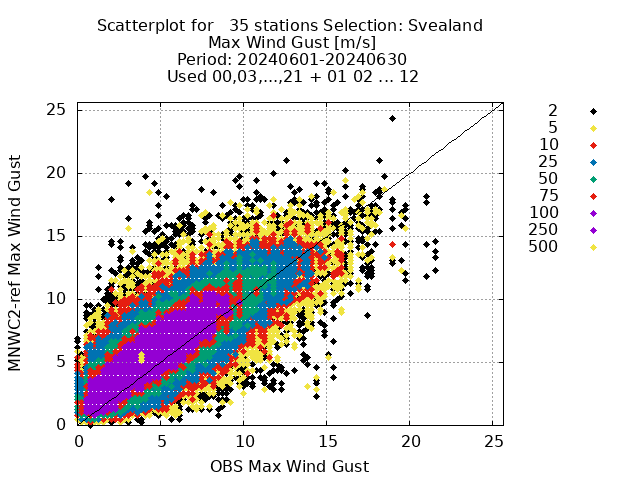 Scatterplot for   35 stations Selection: Svealand
Max Wind Gust [m/s]
Period: 20240601-20240630
Used 00,03,...,21 + 01 02 ... 12
2
5
10
25
50
75
100
250
500
25
20
15
10
5
0
MNWC2-ref Max Wind Gust
0 5 10 15 20 25
OBS Max Wind Gust